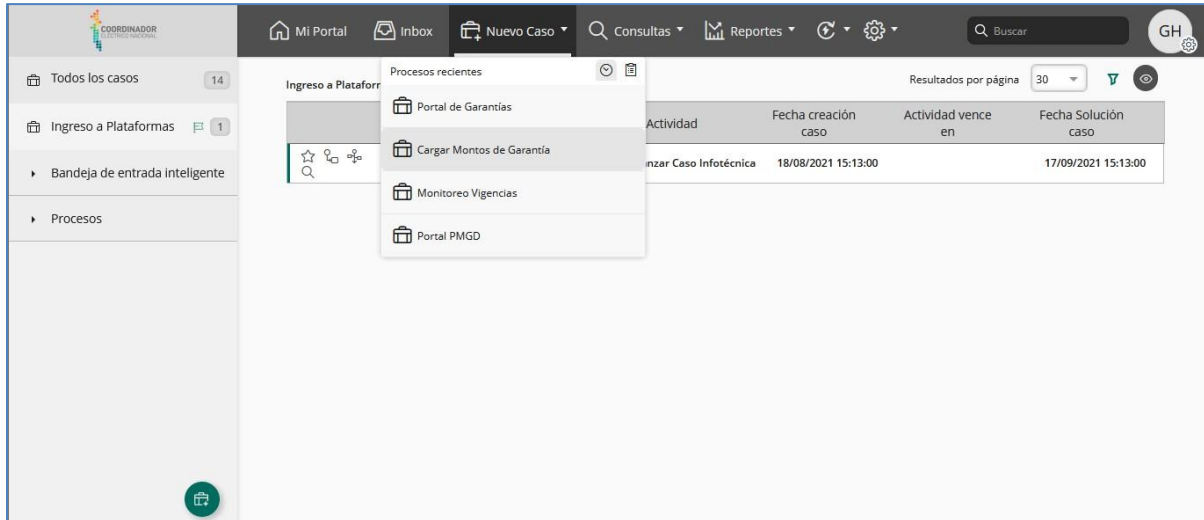 COORDINADOR
ELÉCTRICO NACIONAL
Mi Portal
Inbox
Nuevo Caso
Consultas
Reportes
Buscar
GH
Todos los casos
14
Ingreso a Plataformas
1
Bandeja de entrada inteligente
Procesos
Procesos recientes
Portal de Garantías
Cargar Montos de Garantía
Monitoreo Vigencias
Portal PMGD
Ingreso a Platafor
Resultados por página
30
Actividad
Fecha creación
caso
Actividad vence
en
Fecha Solución
caso
nzar Caso Infotécnica
18/08/2021 15:13:00
17/09/2021 15:13:00